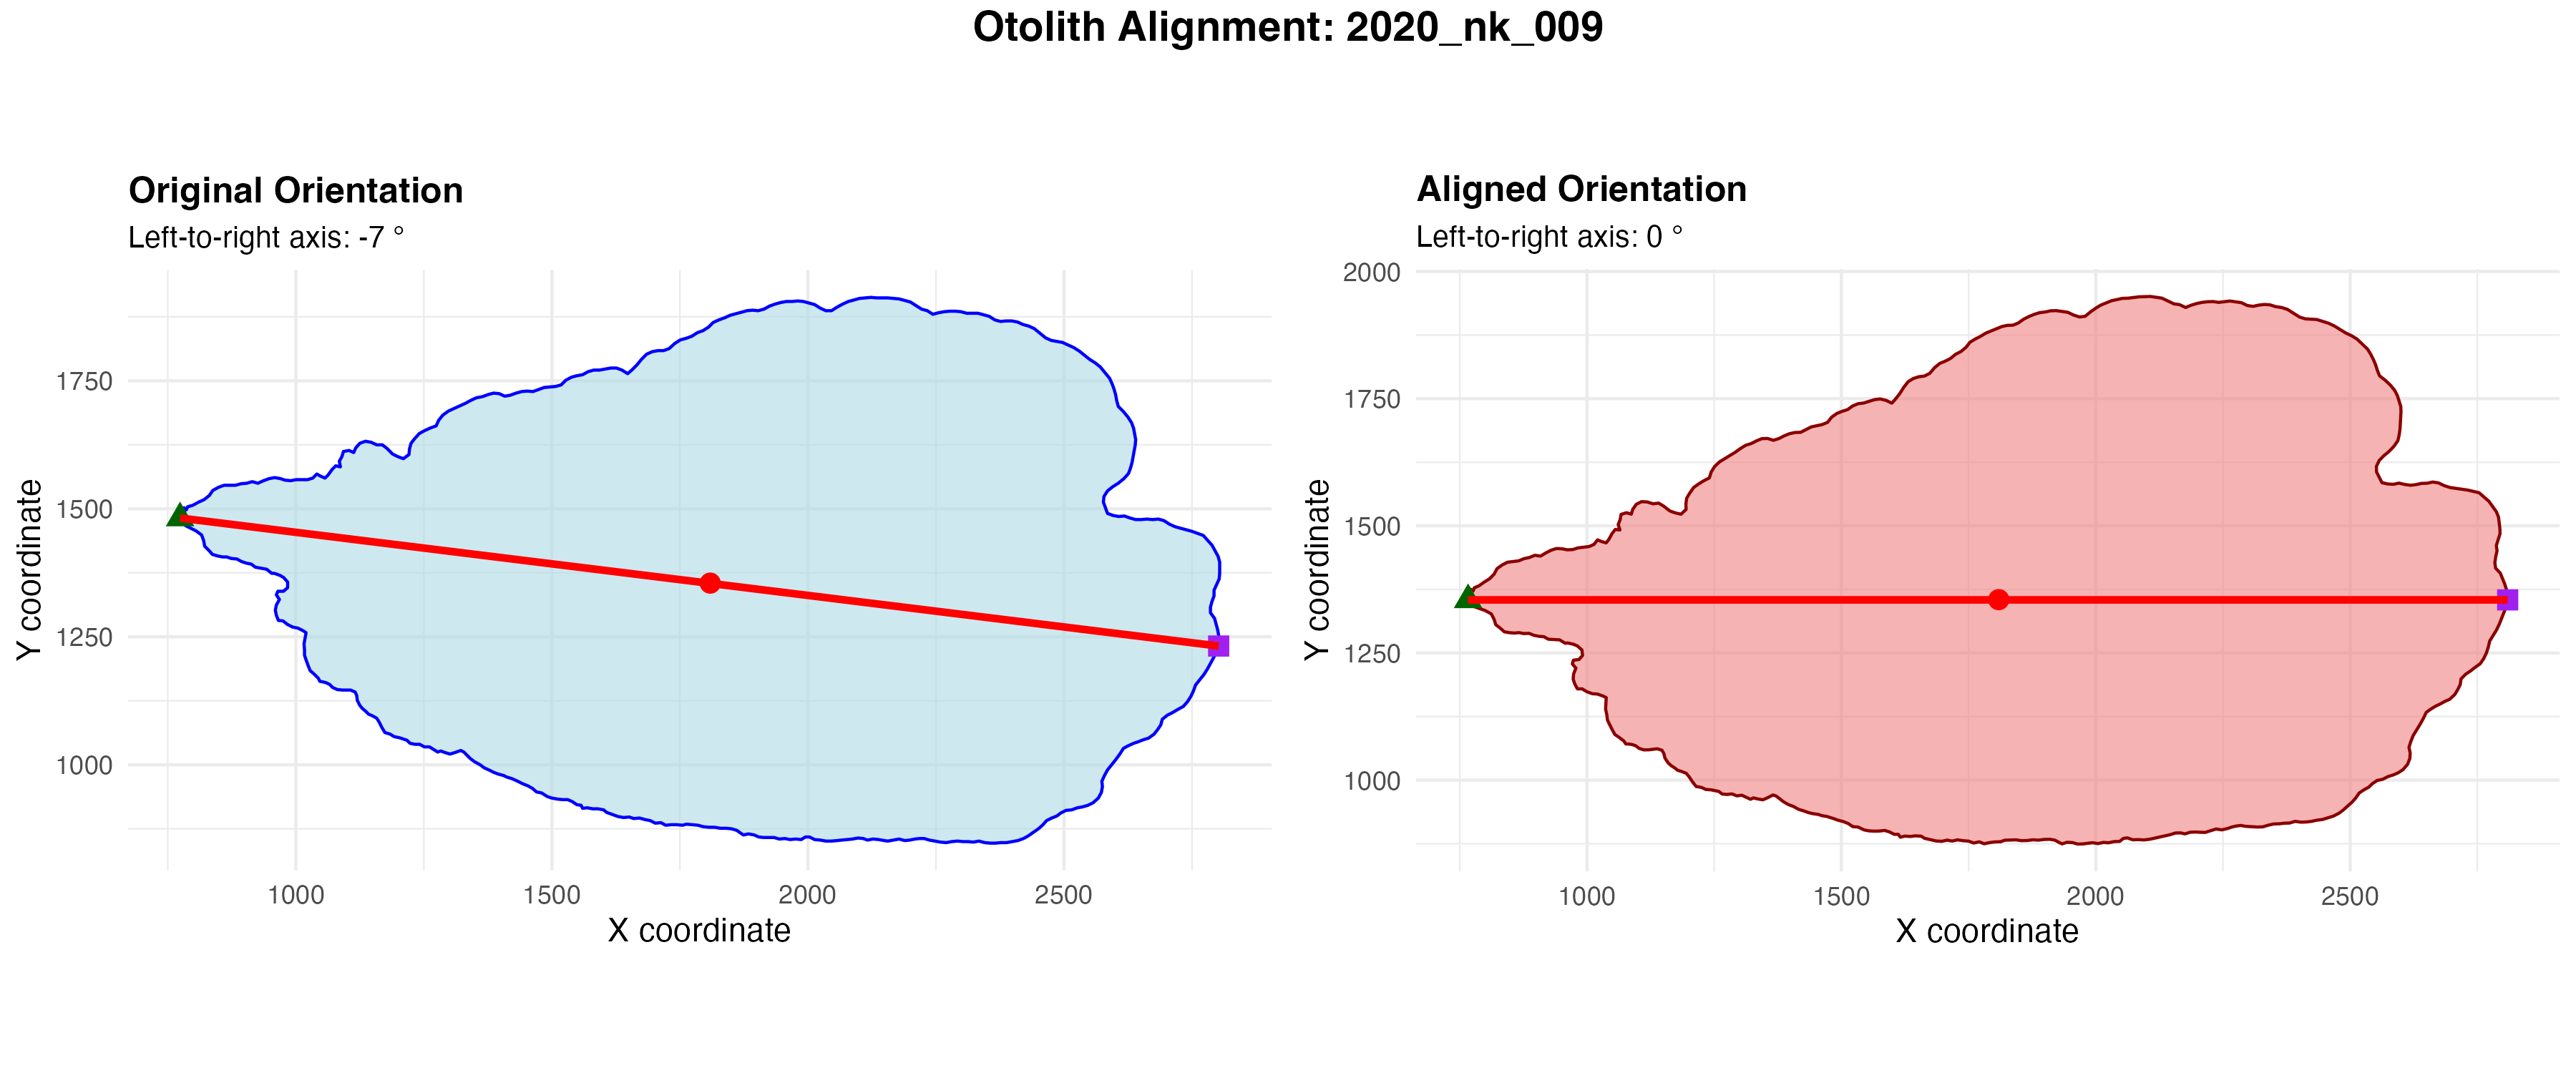 Otolith Alignment: 2020_nk_009
Original Orientation
Left-to-right axis: -7 °
1750
1500
1250
1000
Y coordinate
1000 1500 2000 2500
X coordinate
Aligned Orientation
Left-to-right axis: 0 °
2000
1750
1500
1250
1000
Y coordinate
1000 1500 2000 2500
X coordinate